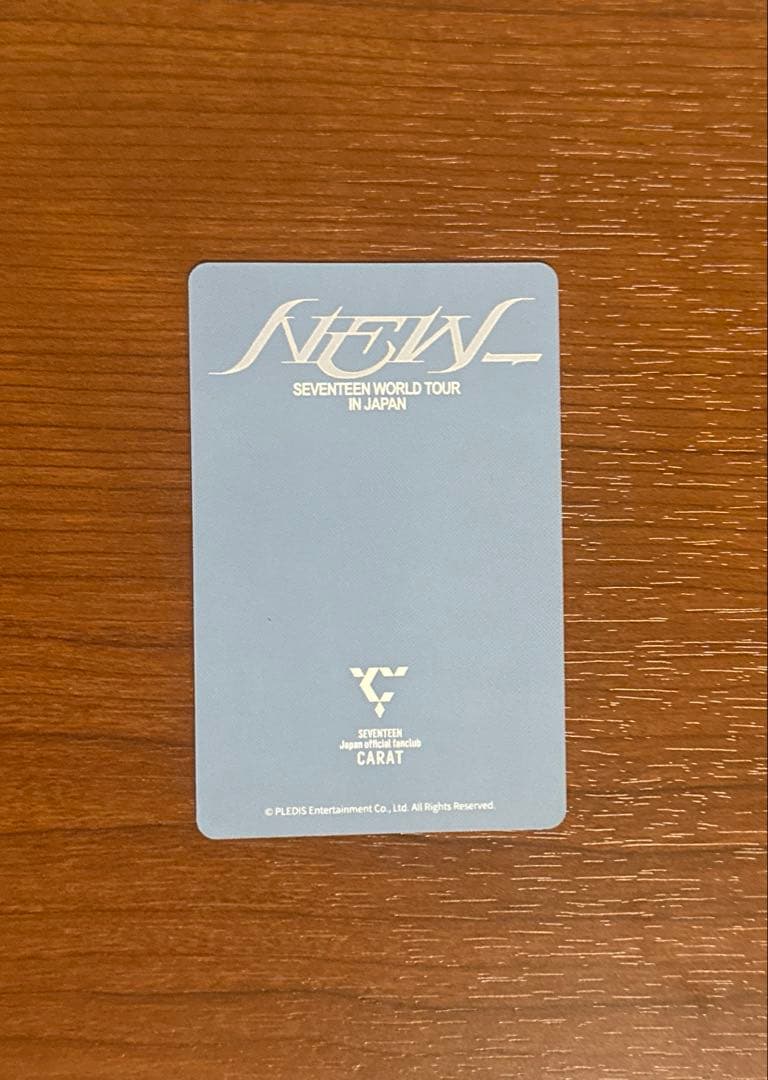 NEW_
SEVENTEEN WORLD TOUR
IN JAPAN
SEVENTEEN
Japan official fanclub
CARAT
© PLEDIS Entertainment Co., Ltd. All Rights Reserved.